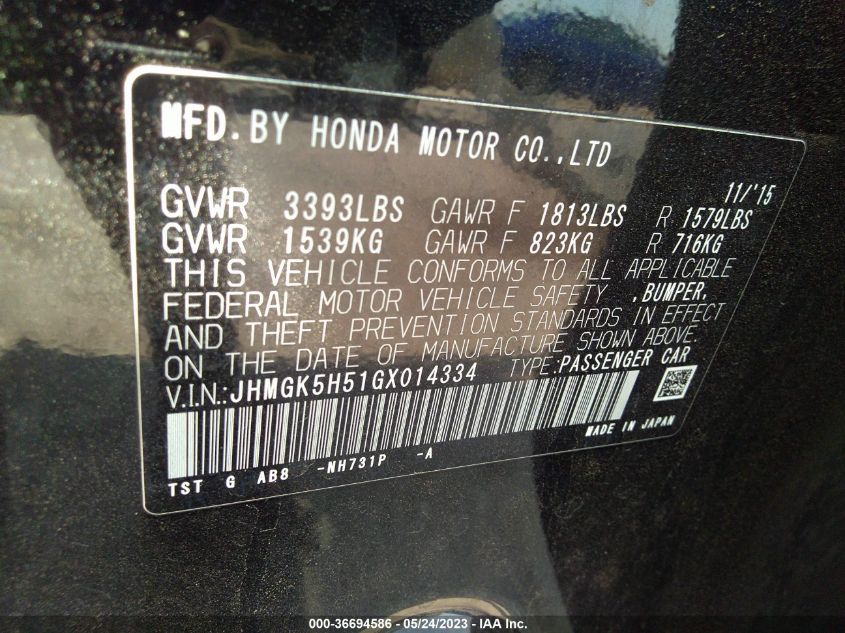 MFD.BY HONDA MOTOR CO.,LTD
11/'15
GVWR 3393LBS GAWR F 1813LBS R 1579LBS
GVWR 1539KG GAWR F 823KG R 716KG
THIS VEHICLE CONFORMS TO ALL APPLICABLE
FEDERAL MOTOR VEHICLE SAFETY ,BUMPER,
AND THEFT PREVENTION STANDARDS IN EFFECT
ON THE DATE OF MANUFACTURE SHOWN ABOVE
V.I.N.:JHMGK5H51GX014334 TYPE:PASSENGER CAR
MADE IN JAPAN
TST G AB8 -NH731P -A
000-36694586 - 05/24/2023 - IAA Inc.